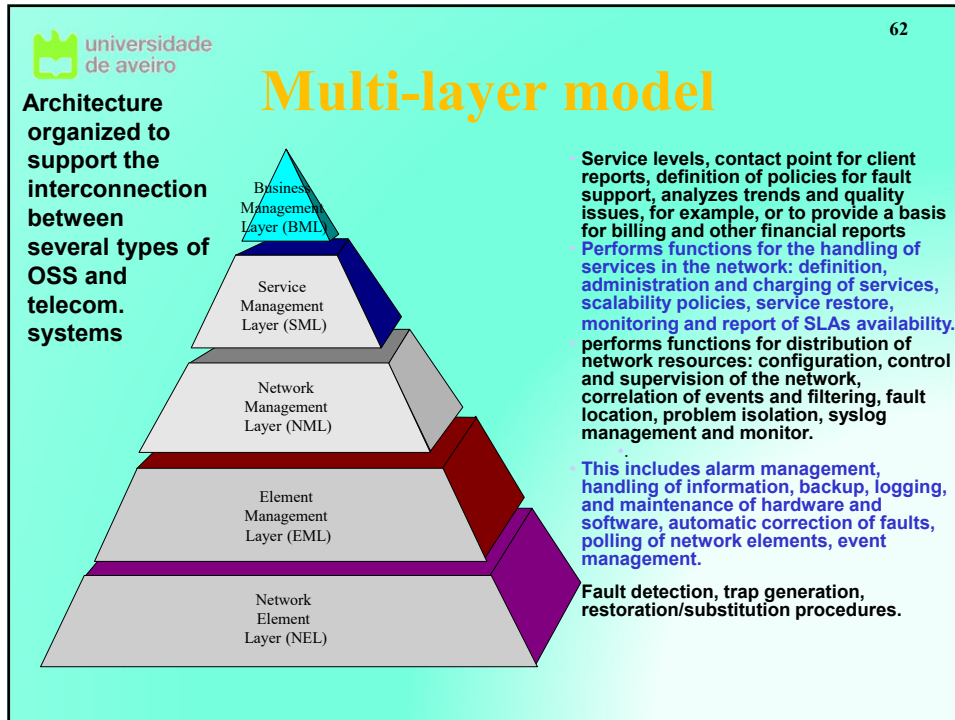 62
universidade
de aveiro
Multi-layer model
Architecture
organized to
support the
interconnection
between
several types of
OSS and
telecom.
systems
Business
Management
Layer (BML)
Service
Management
Layer (SML)
Network
Management
Layer (NML)
Element
Management
Layer (EML)
Network
Element
Layer (NEL)
• Service levels, contact point for client
reports, definition of policies for fault
support, analyzes trends and quality
issues, for example, or to provide a basis
for billing and other financial reports
• Performs functions for the handling of
services in the network: definition,
administration and charging of services,
scalability policies, service restore,
monitoring and report of SLAs availability.
• performs functions for distribution of
network resources: configuration, control
and supervision of the network,
correlation of events and filtering, fault
location, problem isolation, syslog
management and monitor.
• .
• This includes alarm management,
handling of information, backup, logging,
and maintenance of hardware and
software, automatic correction of faults,
polling of network elements, event
management.
Fault detection, trap generation,
restoration/substitution procedures.